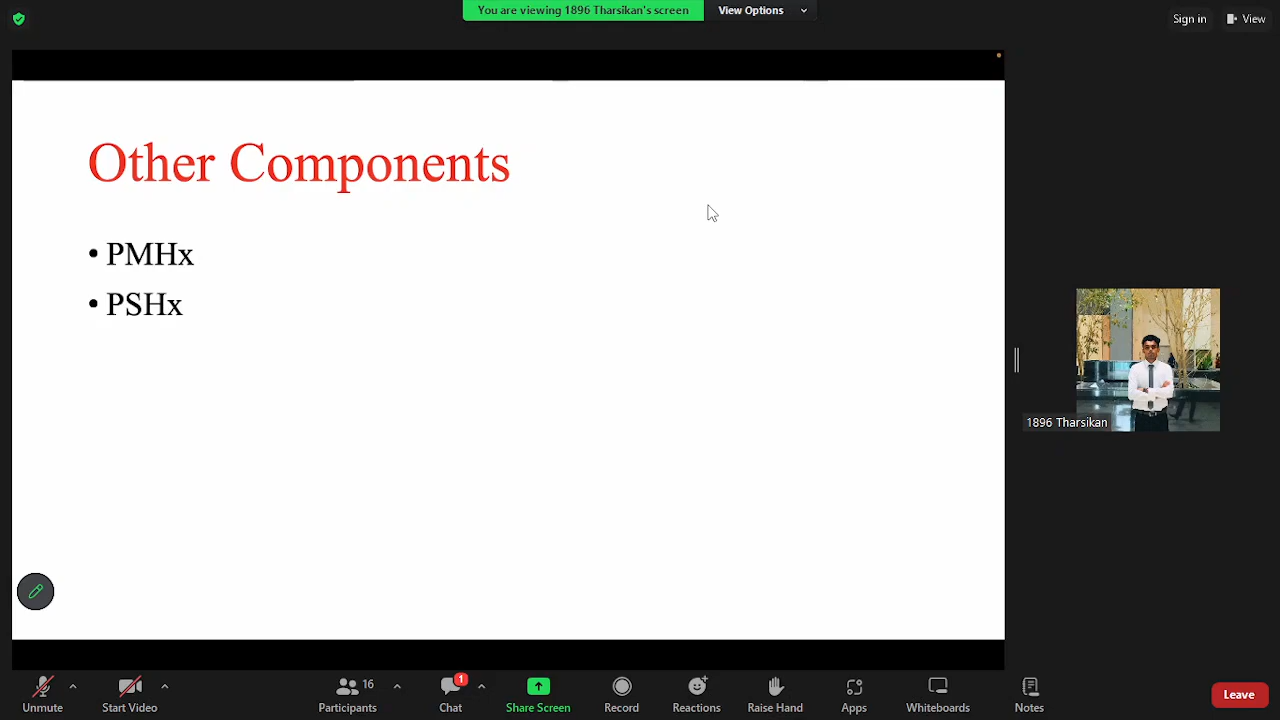 You are viewing 1896 Tharsikan's screen
View Options
Sign in
View
Other Components
• PMHx
• PSHx
1896 Tharsikan
Unmute
Start Video
16
Participants
1
Chat
Share Screen
Record
Reactions
Raise Hand
Apps
Whiteboards
Notes
Leave